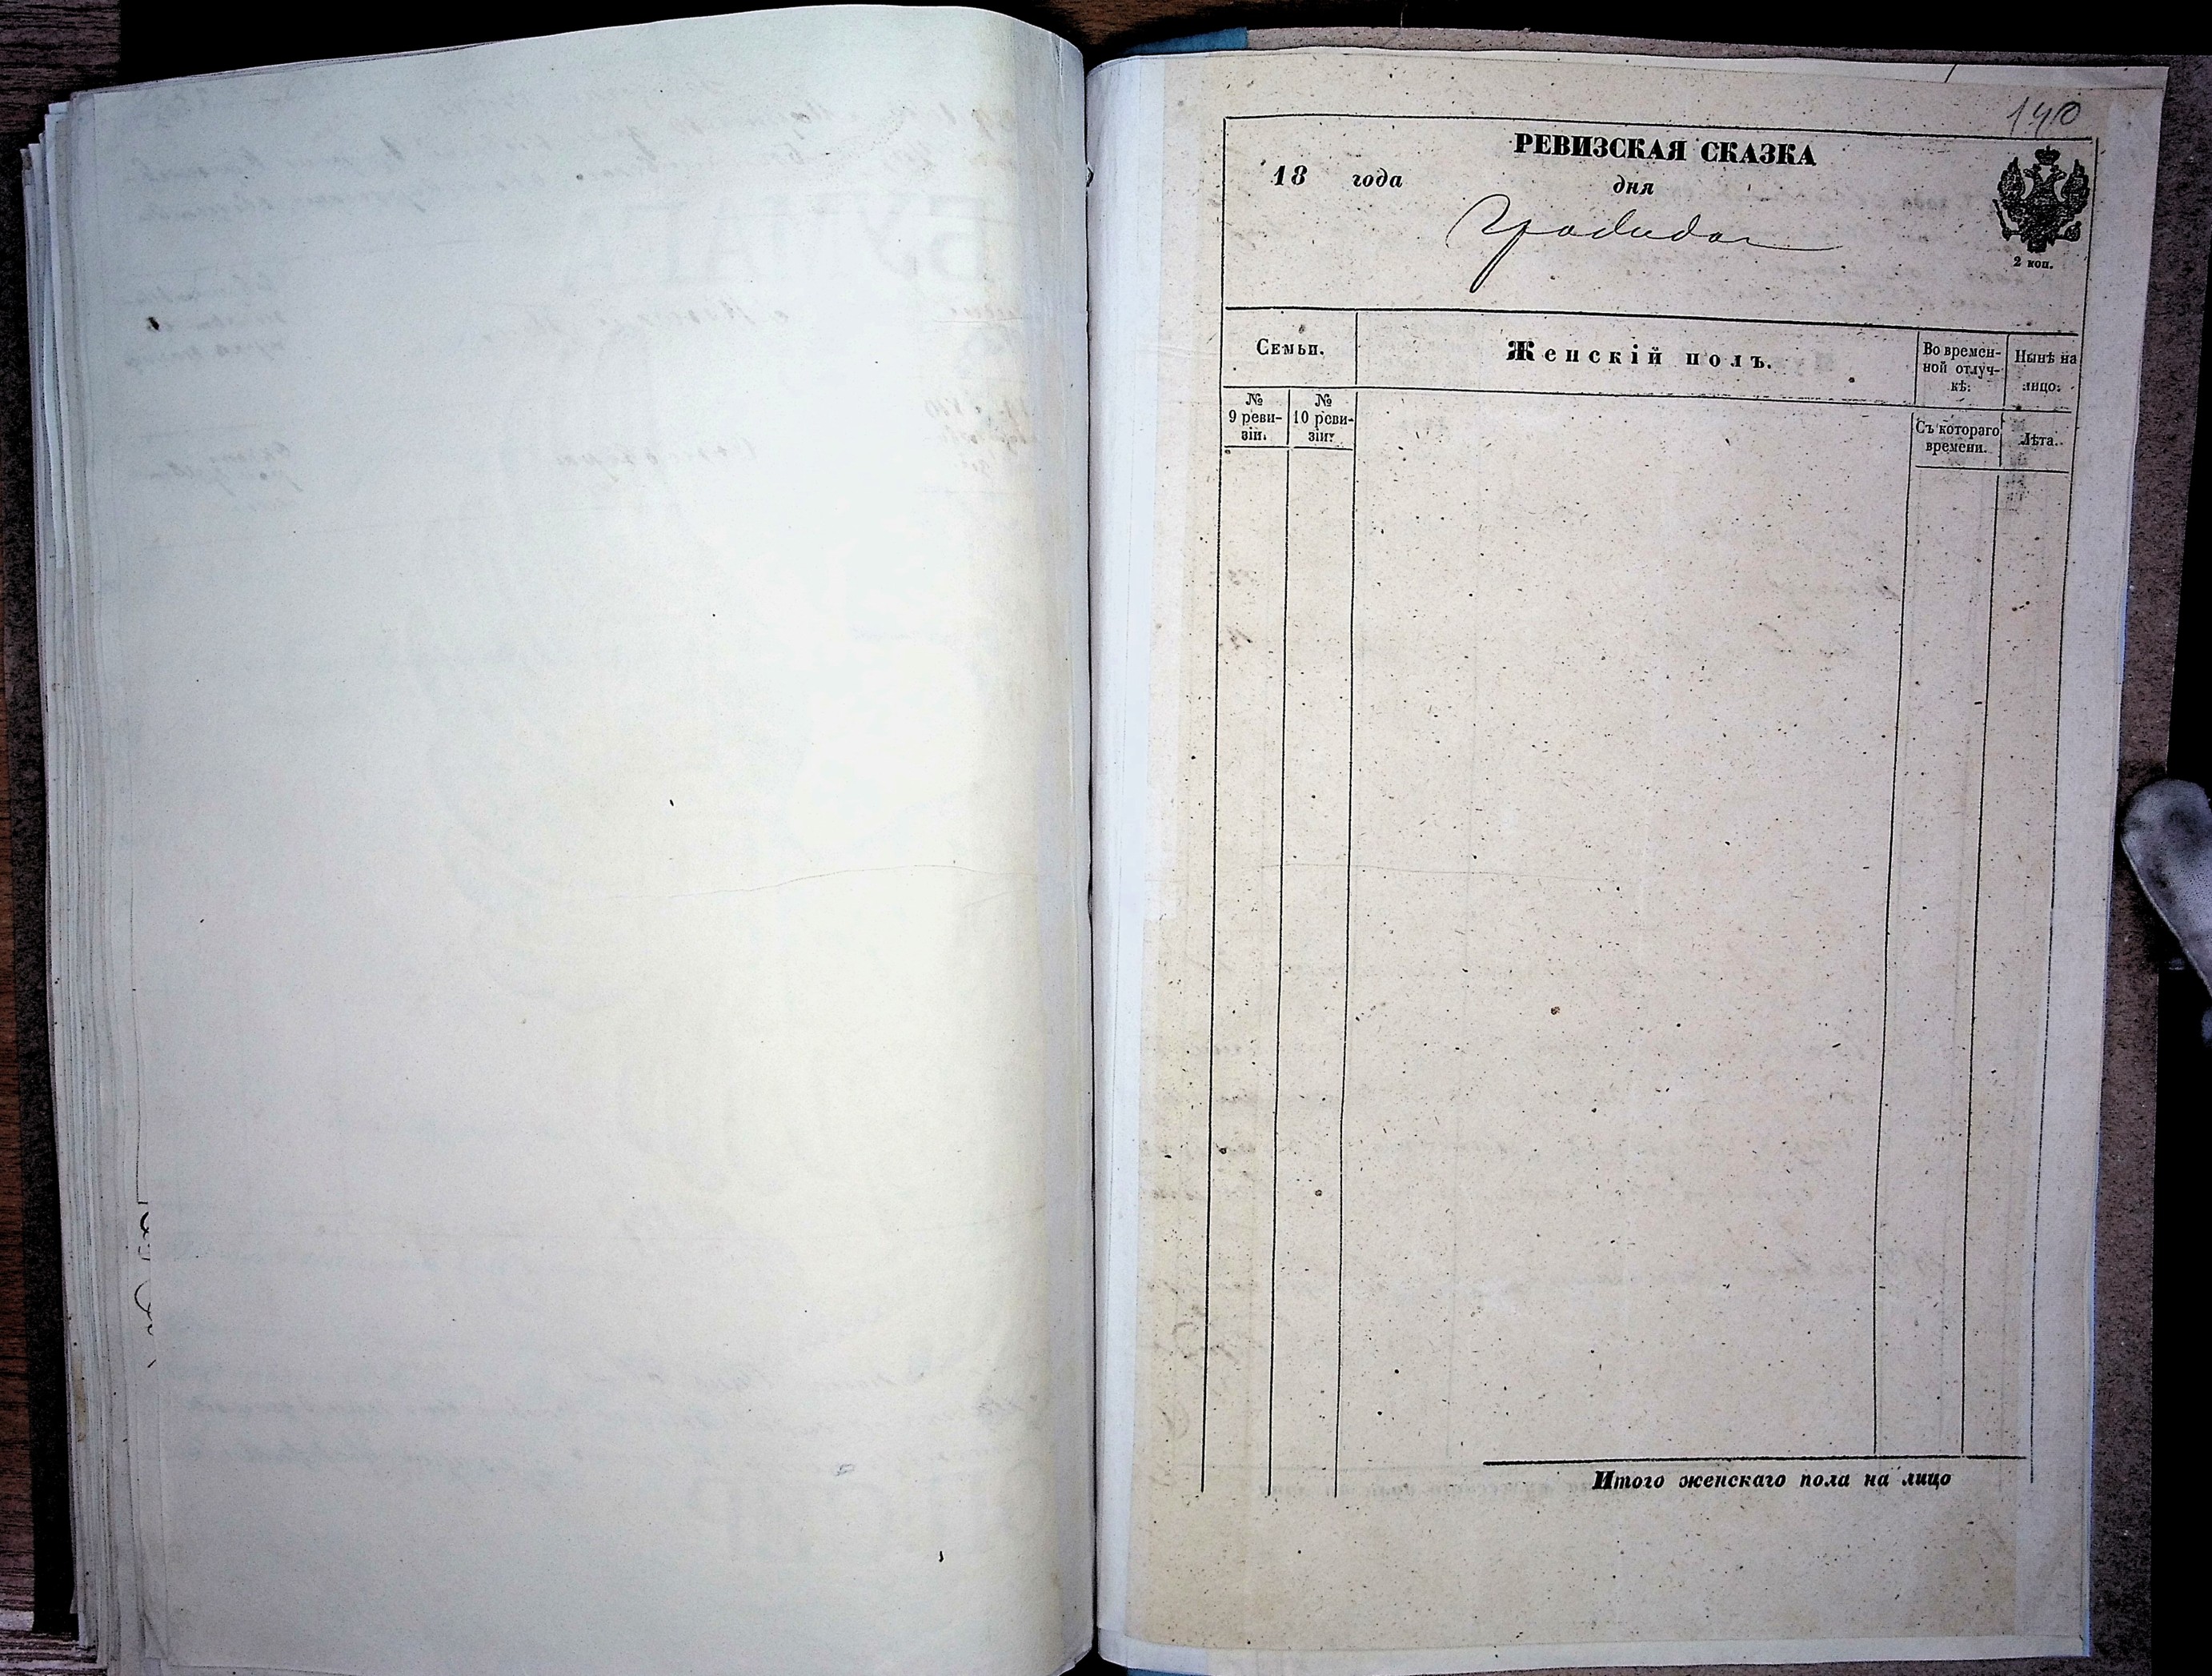 140
РЕВИЗСКАЯ СКАЗКА
18 года дня
2 коп.
Семьи.
Женскій полъ.
Во времен-
ной отлуч-
кѣ:
Нынѣ на
лицо:
№
9 реви-
зіи.
№
10 реви-
зіи:
Съ котораго
времени.
Лѣта.
Итого женскаго пола на лицо